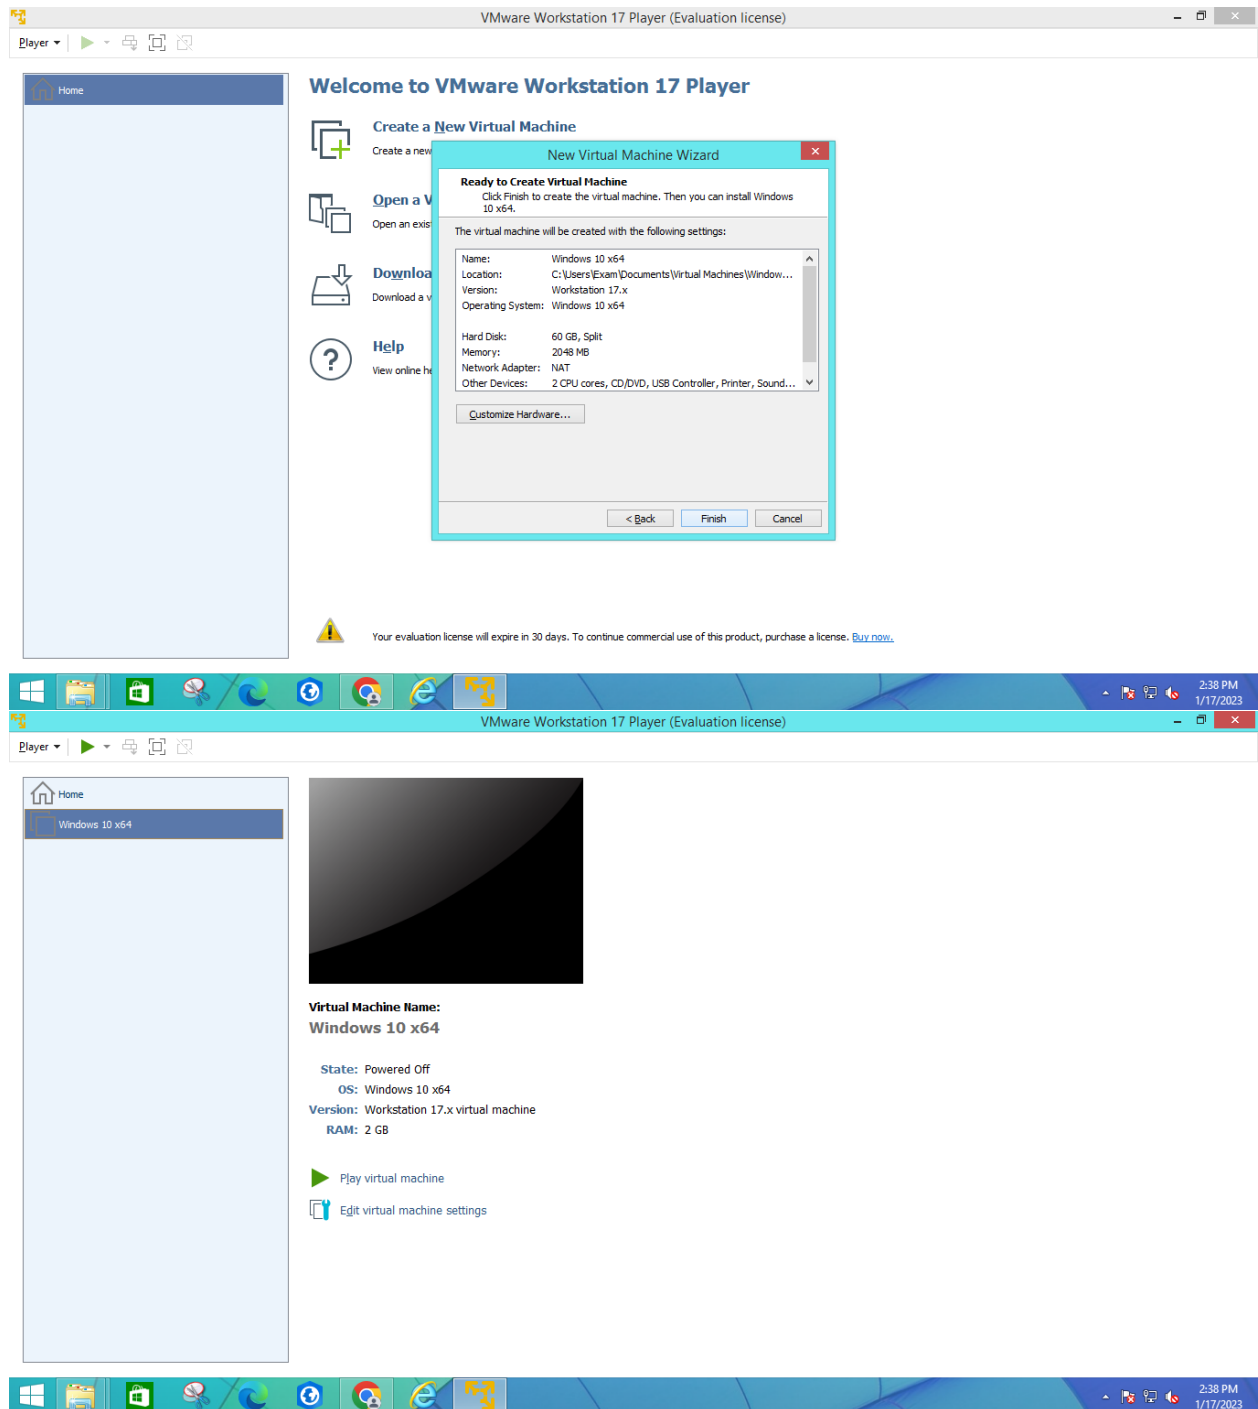 VMware Workstation 17 Player (Evaluation license)
Player
Home
Welcome to VMware Workstation 17 Player
Create a New Virtual Machine
Create a new
Open a V
Open an exis
Downloa
Download a v
Help
View online he
New Virtual Machine Wizard
Ready to Create Virtual Machine
Click Finish to create the virtual machine. Then you can install Windows
10 x64.
The virtual machine will be created with the following settings:
Name: Windows 10 x64
Location: C:\Users\Exam\Documents\Virtual Machines\Window...
Version: Workstation 17.x
Operating System: Windows 10 x64
Hard Disk: 60 GB, Split
Memory: 2048 MB
Network Adapter: NAT
Other Devices: 2 CPU cores, CD/DVD, USB Controller, Printer, Sound...
Customize Hardware...
< Back Finish Cancel
Your evaluation license will expire in 30 days. To continue commercial use of this product, purchase a license. Buy now.
2:38 PM
1/17/2023
VMware Workstation 17 Player (Evaluation license)
Player
Home
Windows 10 x64
Virtual Machine Name:
Windows 10 x64
State: Powered Off
OS: Windows 10 x64
Version: Workstation 17.x virtual machine
RAM: 2 GB
Play virtual machine
Edit virtual machine settings
2:38 PM
1/17/2023